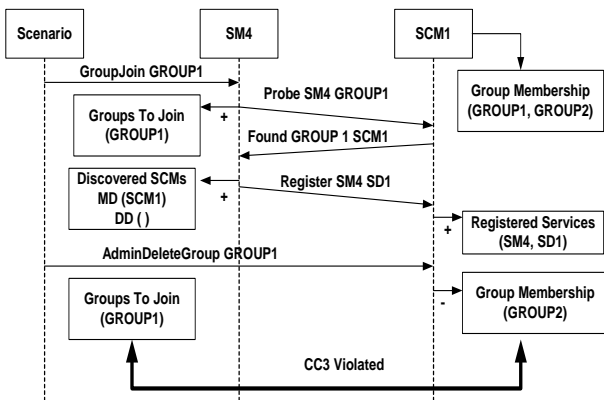 Scenario
SM4
SCM1
GroupJoin GROUP1
Group Membership
(GROUP1, GROUP2)
Probe SM4 GROUP1
Groups To Join
(GROUP1)
+
Found GROUP 1 SCM1
Discovered SCMs
MD (SCM1)
DD ( )
+
Register SM4 SD1
+
Registered Services
(SM4, SD1)
AdminDeleteGroup GROUP1
Groups To Join
(GROUP1)
-
Group Membership
(GROUP2)
CC3 Violated